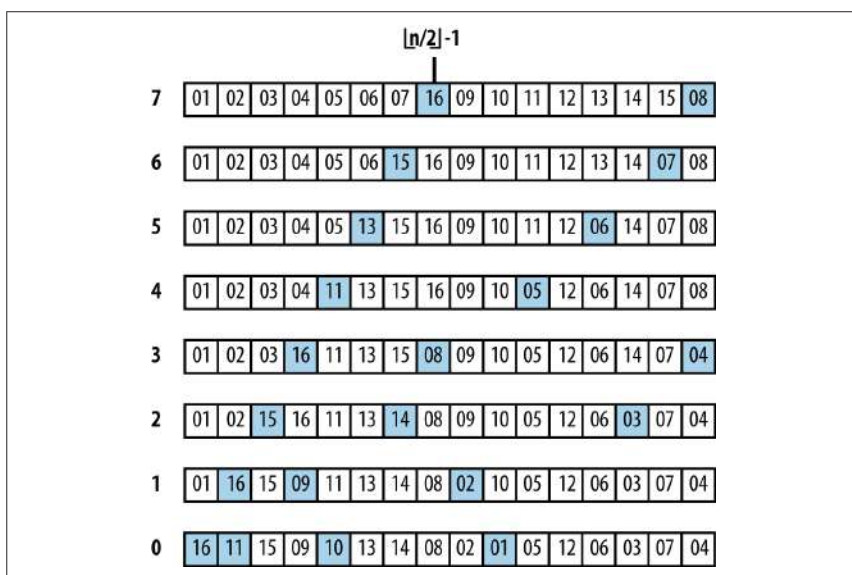 ⌊n/2⌋-1
7 01 02 03 04 05 06 07 16 09 10 11 12 13 14 15 08
6 01 02 03 04 05 06 15 16 09 10 11 12 13 14 07 08
5 01 02 03 04 05 13 15 16 09 10 11 12 06 14 07 08
4 01 02 03 04 11 13 15 16 09 10 05 12 06 14 07 08
3 01 02 03 16 11 13 15 08 09 10 05 12 06 14 07 04
2 01 02 15 16 11 13 14 08 09 10 05 12 06 03 07 04
1 01 16 15 09 11 13 14 08 02 10 05 12 06 03 07 04
0 16 11 15 09 10 13 14 08 02 01 05 12 06 03 07 04